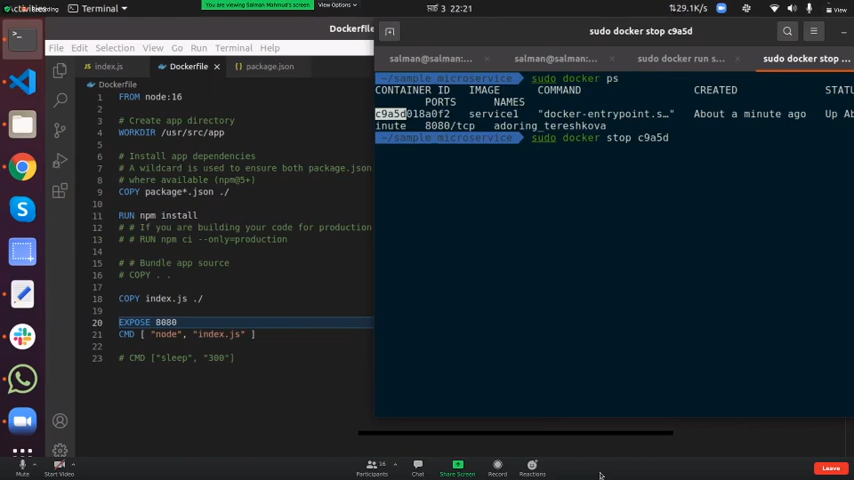 Activities
Recording
Terminal
You are viewing Salman Mahmud's screen
View Options
22:21
29.1K/s
View
Dockerfile
sudo docker stop c9a5d
File Edit Selection View Go Run Terminal Help
index.js
Dockerfile
package.json
salman@salman:...
salman@salman:...
sudo docker run s...
sudo docker stop ...
Dockerfile
1 FROM node:16
2
3 # Create app directory
4 WORKDIR /usr/src/app
5
6 # Install app dependencies
7 # A wildcard is used to ensure both package.json
8 # where available (npm@5+)
9 COPY package*.json ./
10
11 RUN npm install
12 # # If you are building your code for production
13 # # RUN npm ci --only=production
14
15 # # Bundle app source
16 # COPY . .
17
18 COPY index.js ./
19
20 EXPOSE 8080
21 CMD [ "node", "index.js" ]
22
23 # CMD ["sleep", "300"]
~/sample_microservice sudo docker ps
CONTAINER ID IMAGE COMMAND CREATED STATU
PORTS NAMES
c9a5d018a0f2 service1 "docker-entrypoint.s…" About a minute ago Up Ab
inute 8080/tcp adoring_tereshkova
~/sample_microservice sudo docker stop c9a5d
Mute
Start Video
16
Participants
Chat
Share Screen
Record
Reactions
Leave